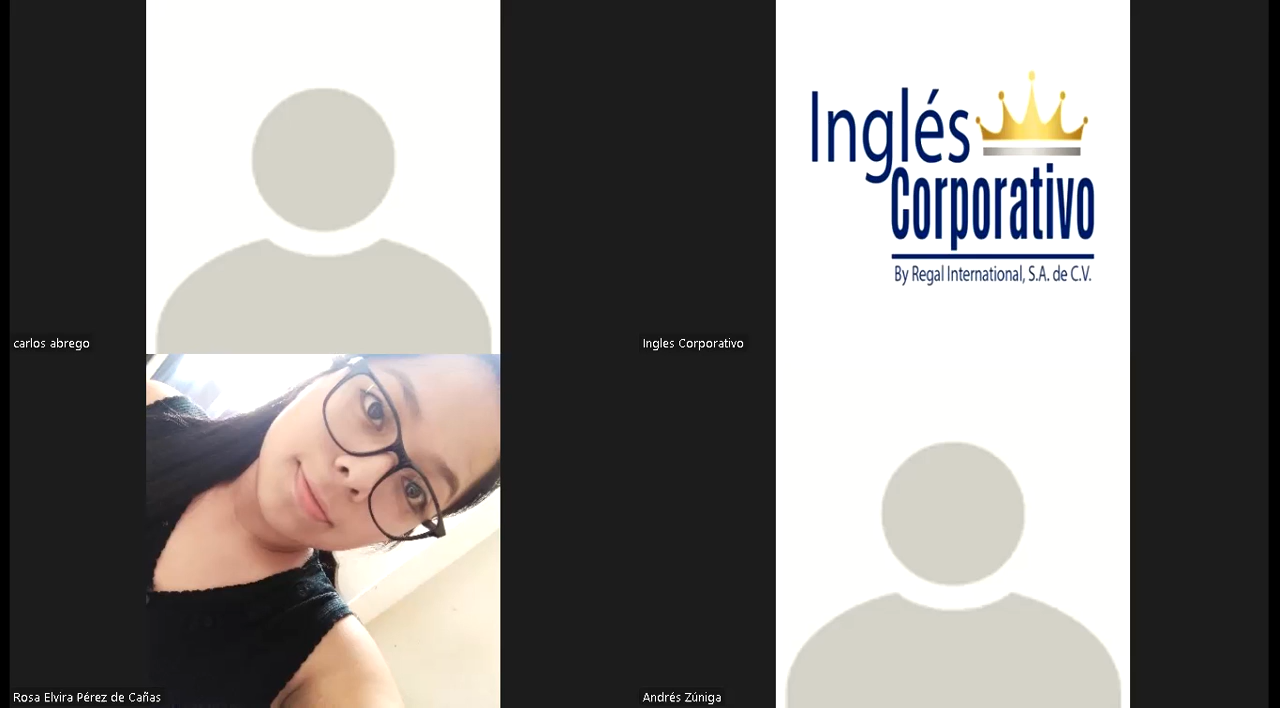 Inglés
Corporativo
By Regal International, S.A. de C.V.
carlos abrego
Ingles Corporativo
Rosa Elvira Pérez de Cañas
Andrés Zúniga